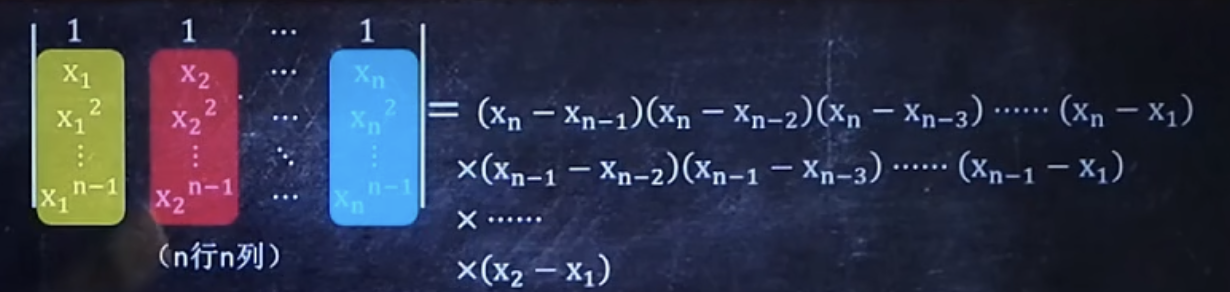 1 1 ⋯ 1
x₁ x₂ ⋯ xₙ
x₁² x₂² ⋯ xₙ²
⋮ ⋮ ⋱ ⋮
x₁ⁿ⁻¹ x₂ⁿ⁻¹ ⋯ xₙⁿ⁻¹
(n行n列)
= (xₙ − xₙ₋₁)(xₙ − xₙ₋₂)(xₙ − xₙ₋₃) ⋯⋯ (xₙ − x₁)
×(xₙ₋₁ − xₙ₋₂)(xₙ₋₁ − xₙ₋₃) ⋯⋯ (xₙ₋₁ − x₁)
× ⋯⋯
×(x₂ − x₁)